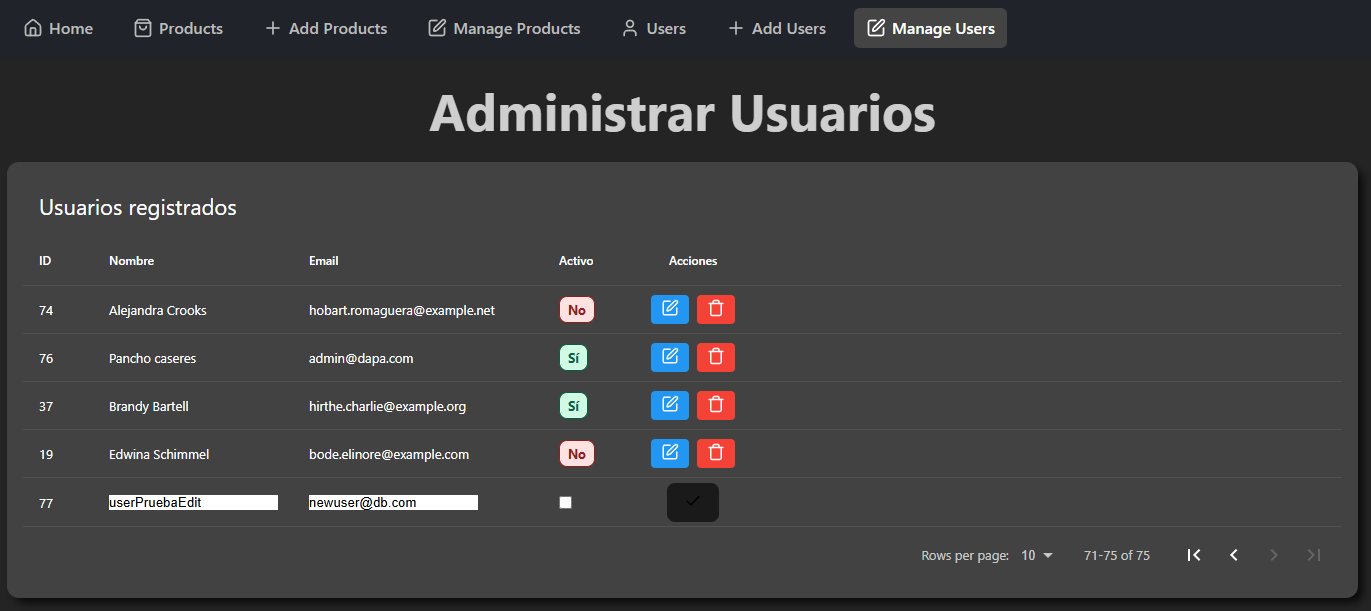 Home Products Add Products Manage Products Users Add Users Manage Users
Administrar Usuarios
Usuarios registrados
ID Nombre Email Activo Acciones
74 Alejandra Crooks hobart.romaguera@example.net No
76 Pancho caseres admin@dapa.com Sí
37 Brandy Bartell hirthe.charlie@example.org Sí
19 Edwina Schimmel bode.elinore@example.com No
77 userPruebaEdit newuser@db.com
Rows per page: 10 71-75 of 75